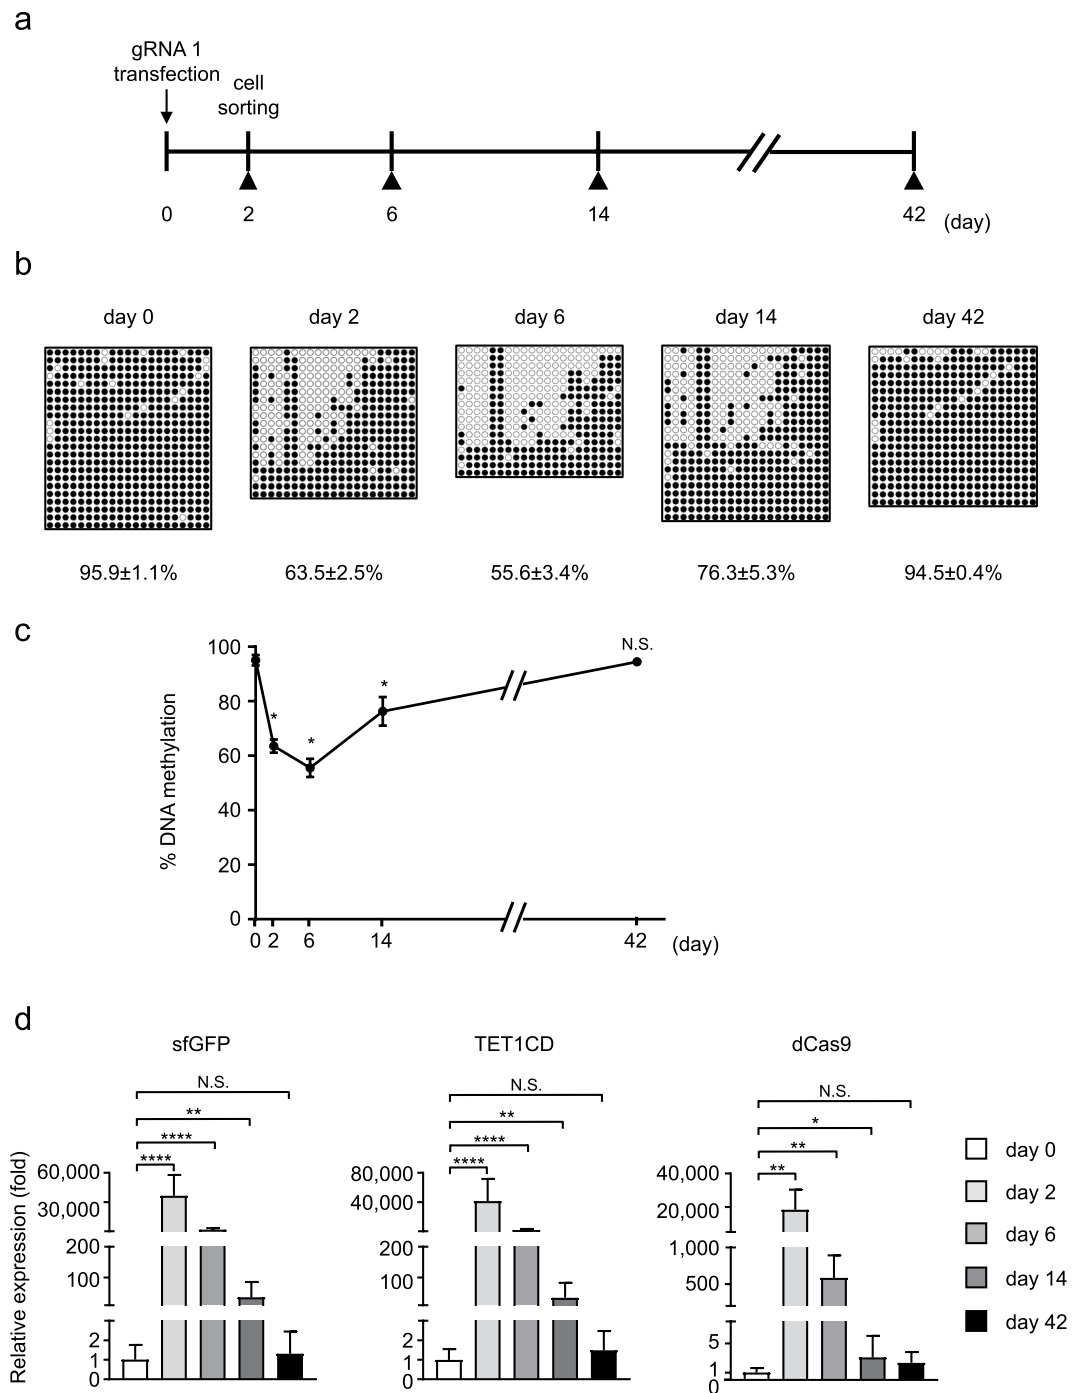 a
gRNA 1
transfection
cell
sorting
0 2 6 14 42 (day)
b
day 0 day 2 day 6 day 14 day 42
95.9±1.1% 63.5±2.5% 55.6±3.4% 76.3±5.3% 94.5±0.4%
c
% DNA methylation
100
80
60
40
20
0
* * * N.S.
0 2 6 14 42 (day)
d
Relative expression (fold)
sfGFP
N.S.
**
****
****
60,000
30,000
200
100
2
1
0
TET1CD
N.S.
**
****
****
80,000
40,000
200
100
2
1
0
dCas9
N.S.
*
**
**
40,000
20,000
1,000
500
5
1
0
day 0
day 2
day 6
day 14
day 42